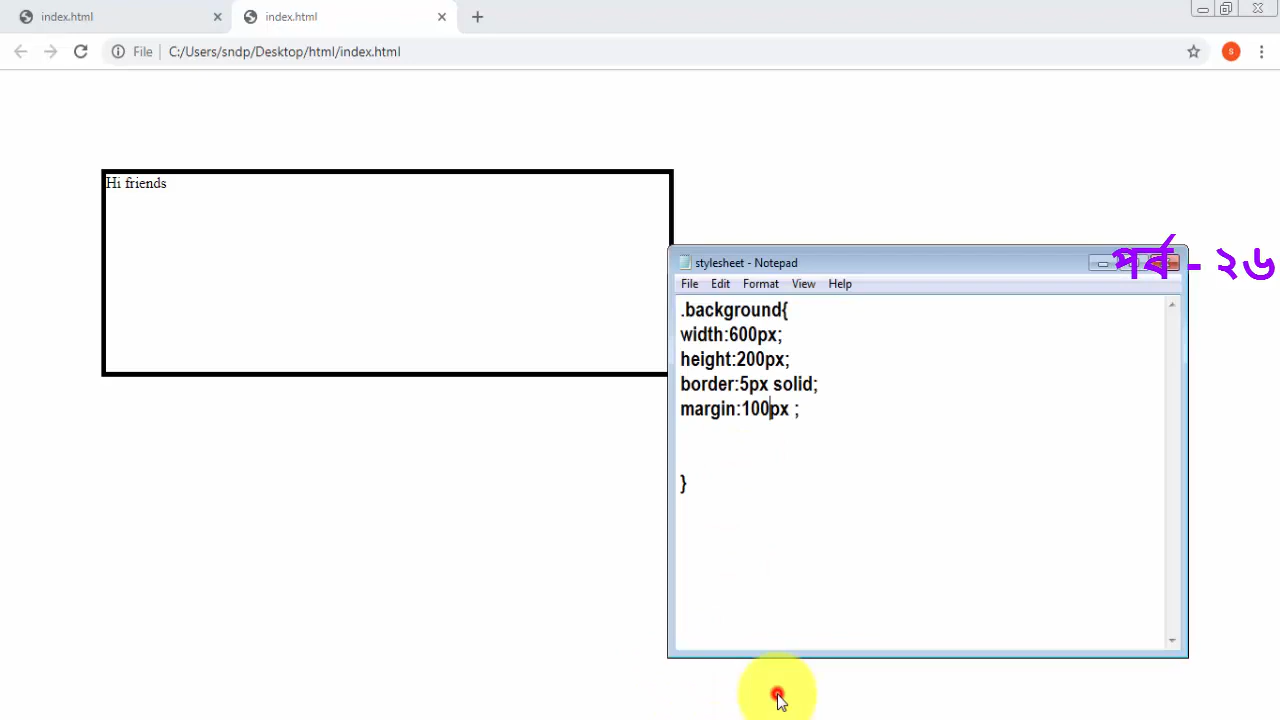 index.html
index.html
File
C:/Users/sndp/Desktop/html/index.html
s
Hi friends
stylesheet - Notepad
পর্ব - ২৬
File Edit Format View Help
.background{
width:600px;
height:200px;
border:5px solid;
margin:100px ;
}